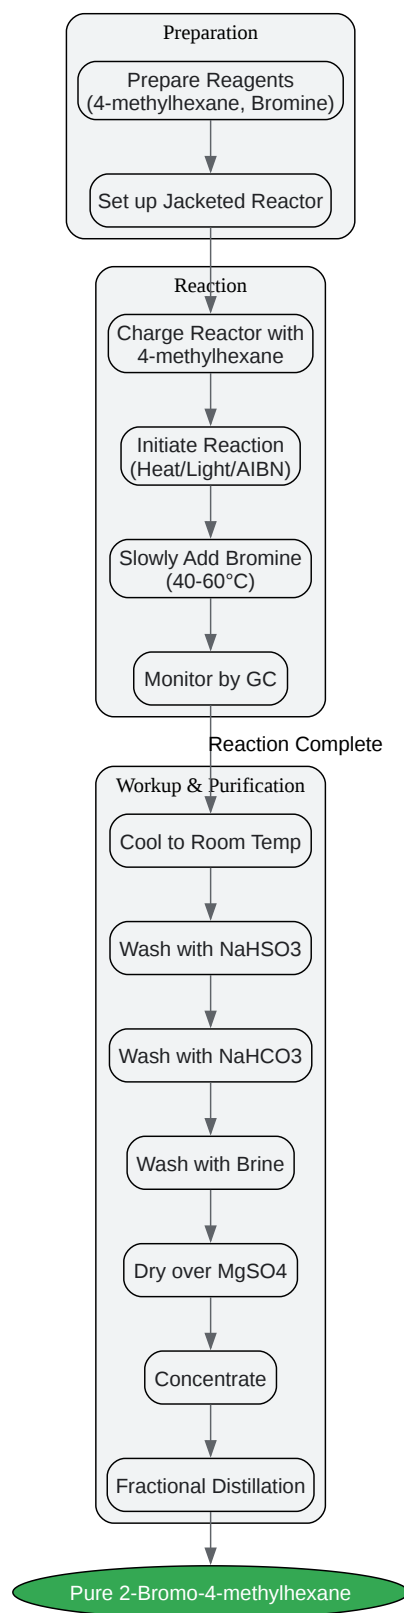 Preparation
Prepare Reagents
(4-methylhexane, Bromine)
Set up Jacketed Reactor
Reaction
Charge Reactor with
4-methylhexane
Initiate Reaction
(Heat/Light/AIBN)
Slowly Add Bromine
(40-60°C)
Monitor by GC
Reaction Complete
Workup & Purification
Cool to Room Temp
Wash with NaHSO3
Wash with NaHCO3
Wash with Brine
Dry over MgSO4
Concentrate
Fractional Distillation
Pure 2-Bromo-4-methylhexane